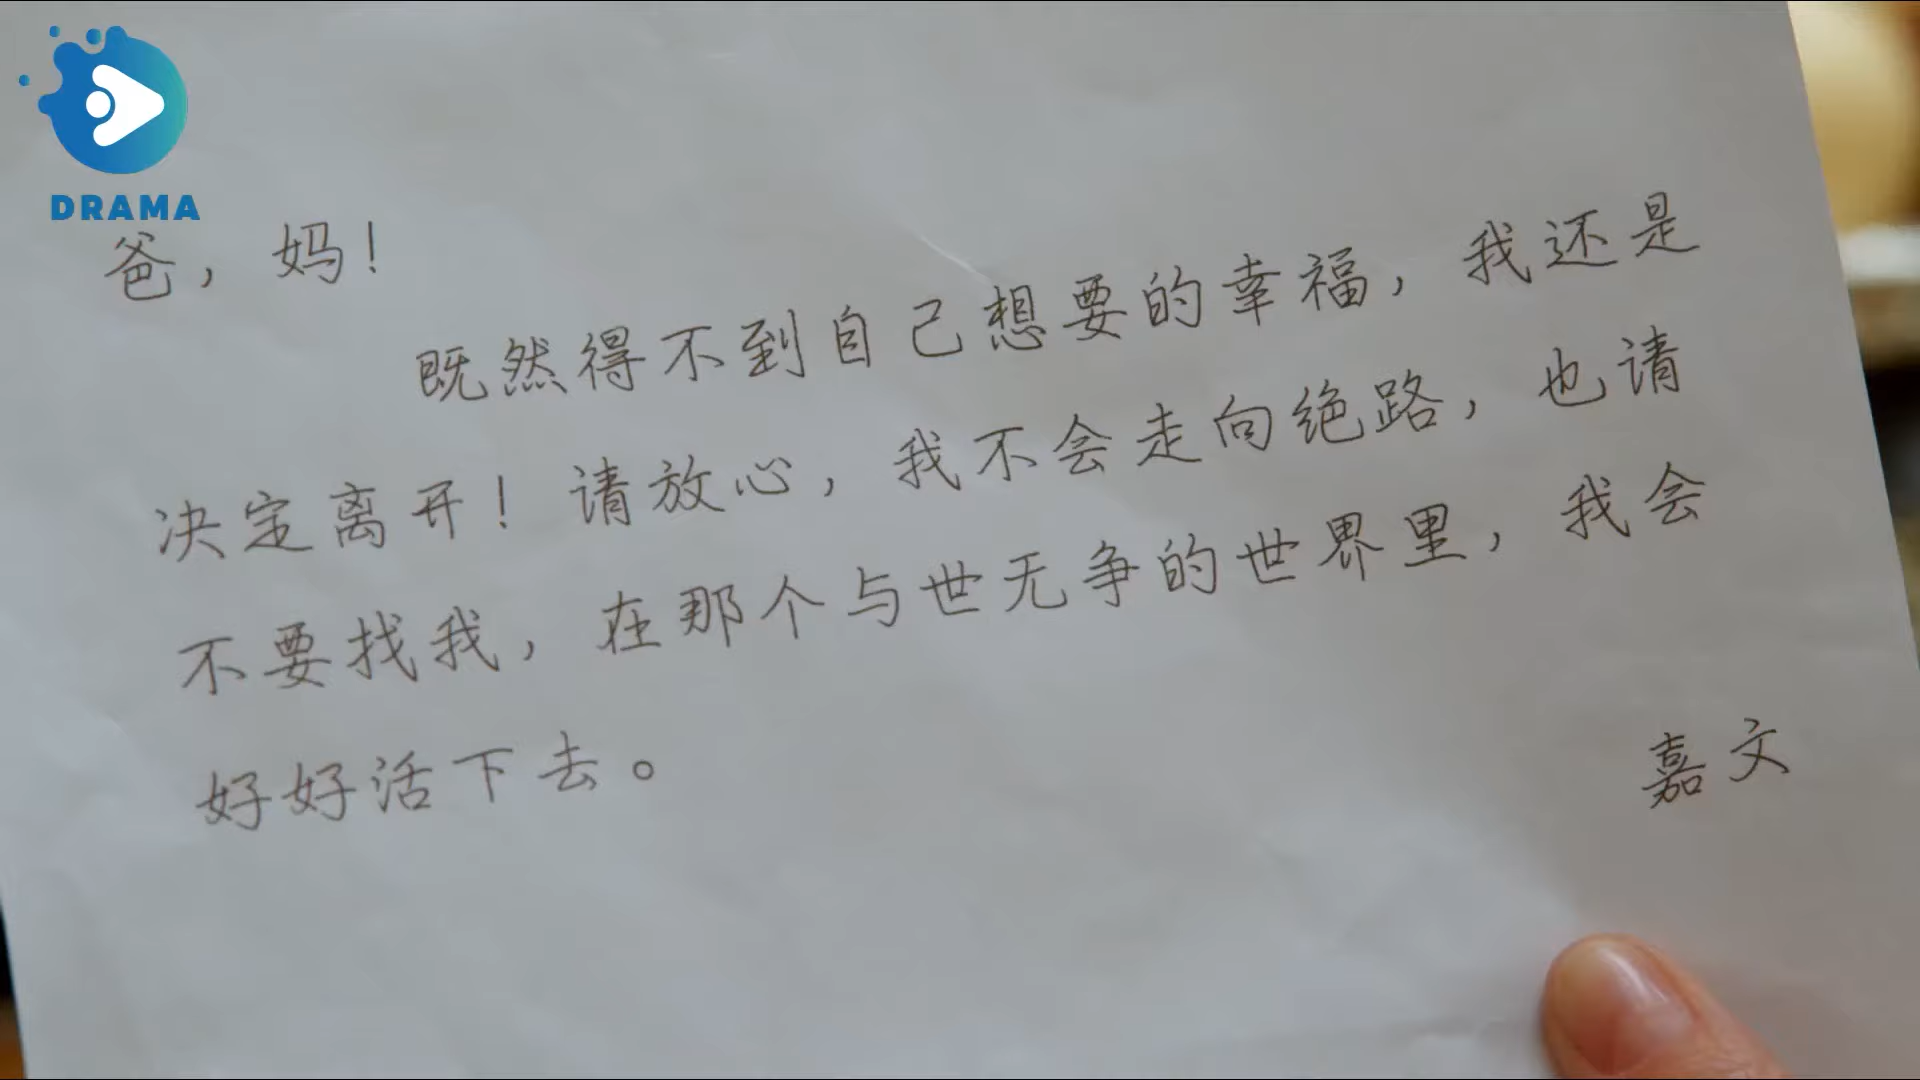 DRAMA
爸，妈！
既然得不到自己想要的幸福，我还是
决定离开！请放心，我不会走向绝路，也请
不要找我，在那个与世无争的世界里，我会
好好活下去。
嘉文